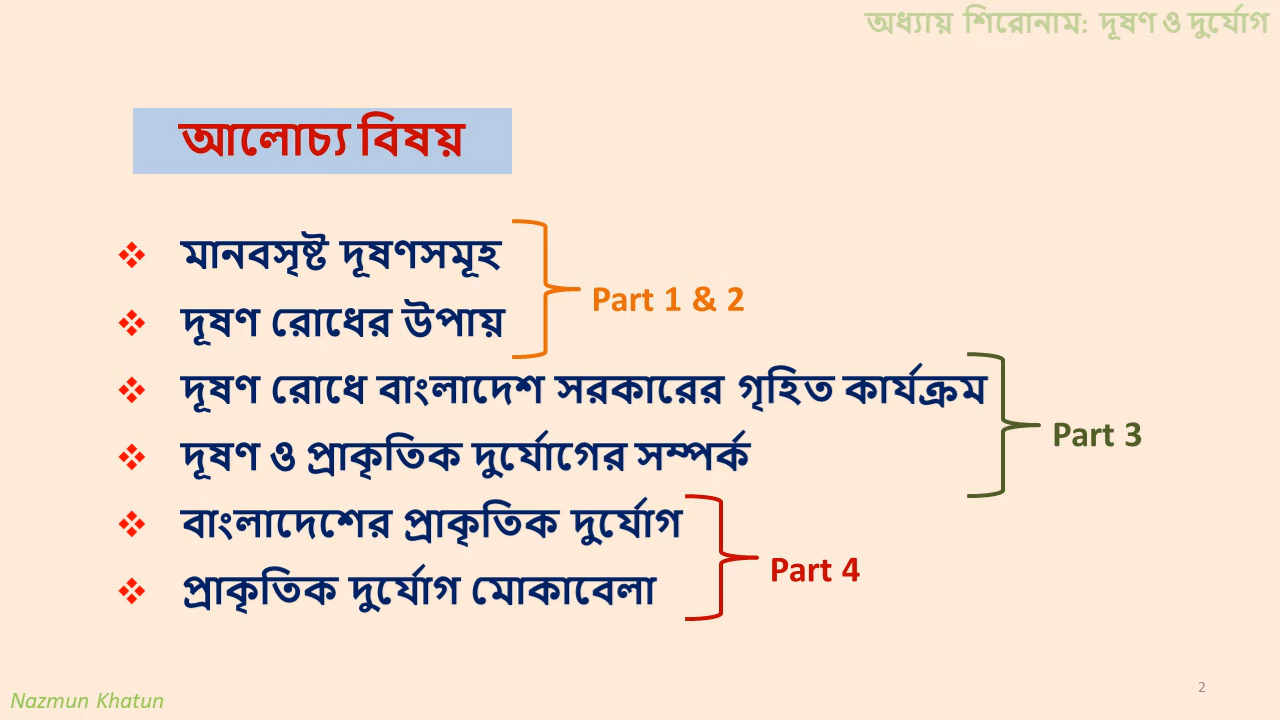 অধ্যায় শিরোনাম: দূষণ ও দুর্যোগ
আলোচ্য বিষয়
❖ মানবসৃষ্ট দূষণসমূহ
❖ দূষণ রোধের উপায়
Part 1 & 2
❖ দূষণ রোধে বাংলাদেশ সরকারের গৃহিত কার্যক্রম
❖ দূষণ ও প্রাকৃতিক দুর্যোগের সম্পর্ক
Part 3
❖ বাংলাদেশের প্রাকৃতিক দুর্যোগ
❖ প্রাকৃতিক দুর্যোগ মোকাবেলা
Part 4
Nazmun Khatun
2